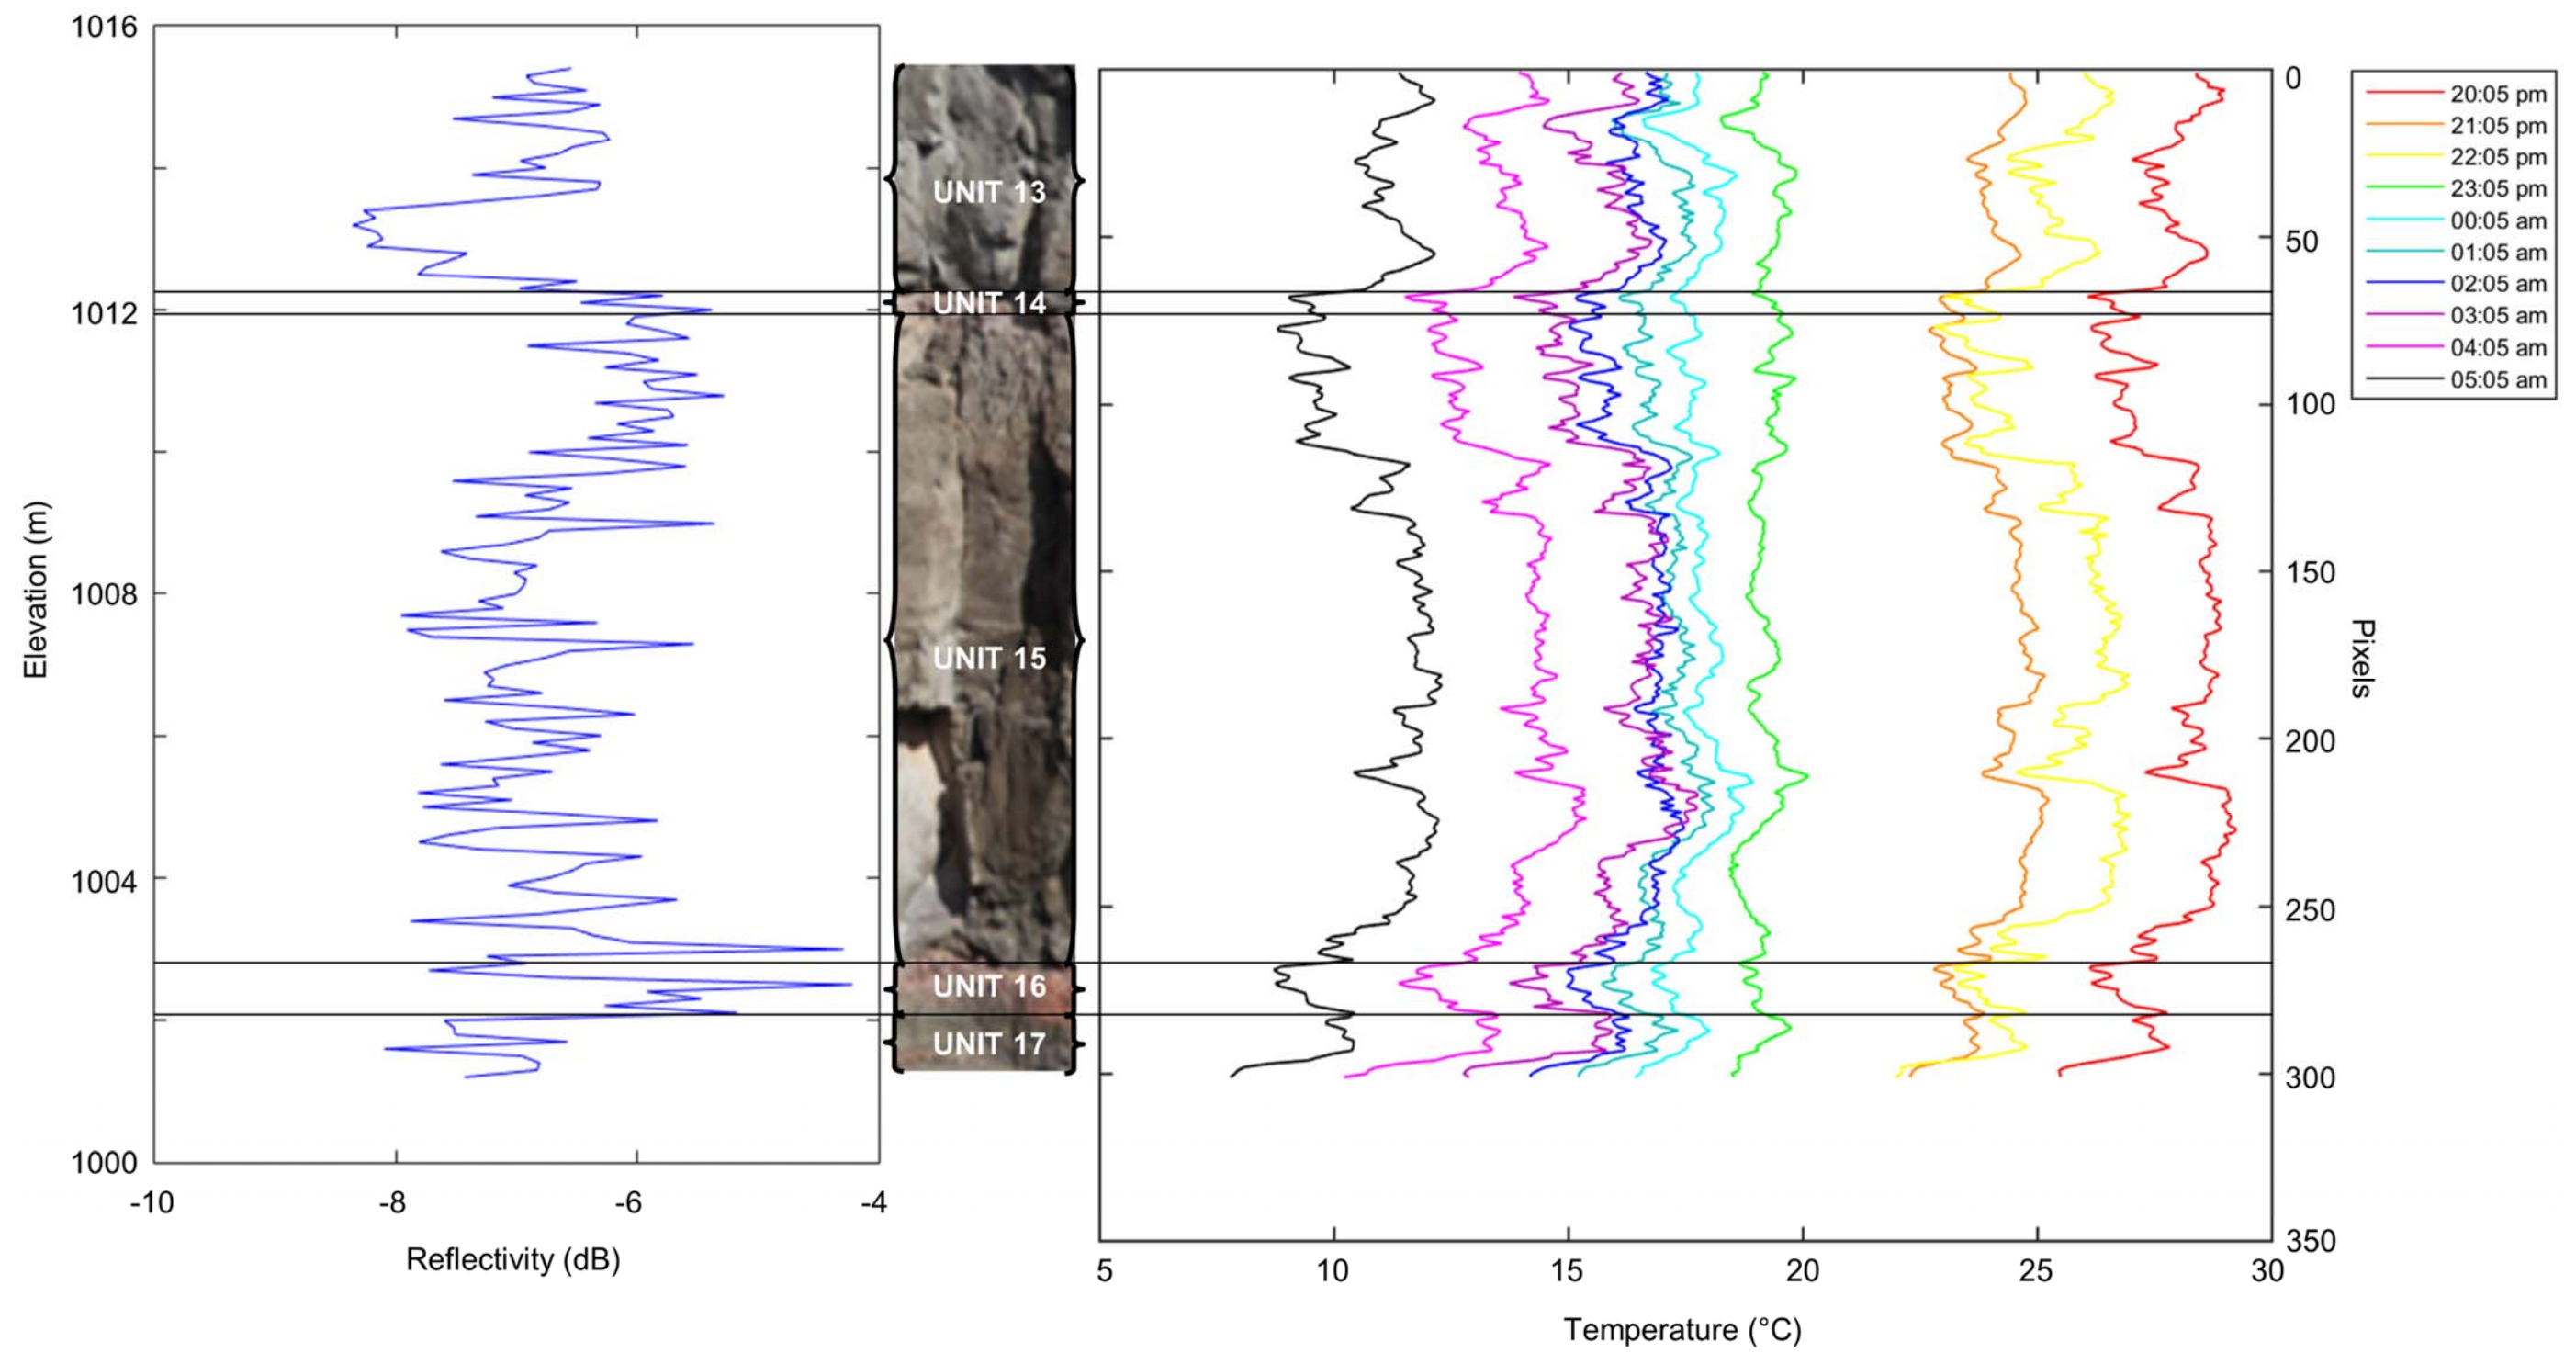 1016
1012
1008
1004
1000
Elevation (m)
-10 -8 -6 -4
Reflectivity (dB)
UNIT 13
UNIT 14
UNIT 15
UNIT 16
UNIT 17
0
50
100
150
200
250
300
350
Pixels
5 10 15 20 25 30
Temperature (°C)
20:05 pm
21:05 pm
22:05 pm
23:05 pm
00:05 am
01:05 am
02:05 am
03:05 am
04:05 am
05:05 am